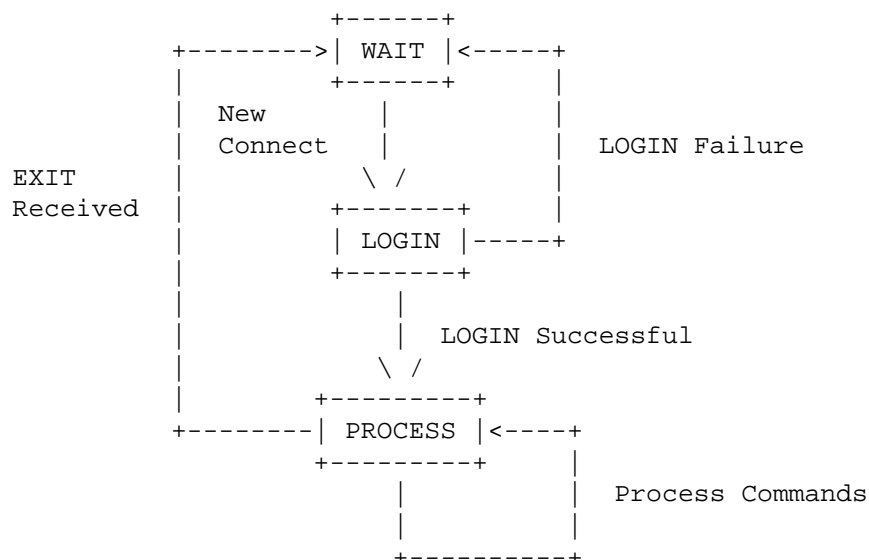 WAIT
New
Connect
LOGIN Failure
EXIT
Received
LOGIN
LOGIN Successful
PROCESS
Process Commands